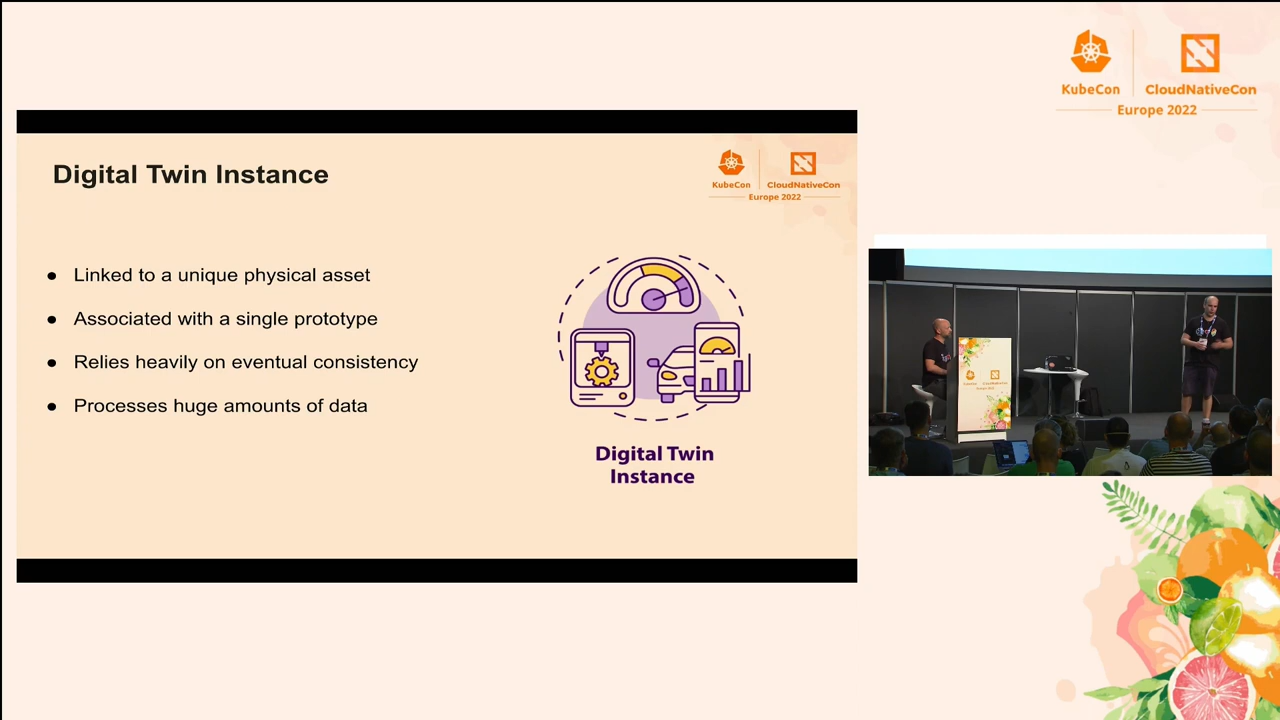 KubeCon
CloudNativeCon
Europe 2022
Digital Twin Instance
KubeCon
CloudNativeCon
Europe 2022
● Linked to a unique physical asset
● Associated with a single prototype
● Relies heavily on eventual consistency
● Processes huge amounts of data
Digital Twin
Instance